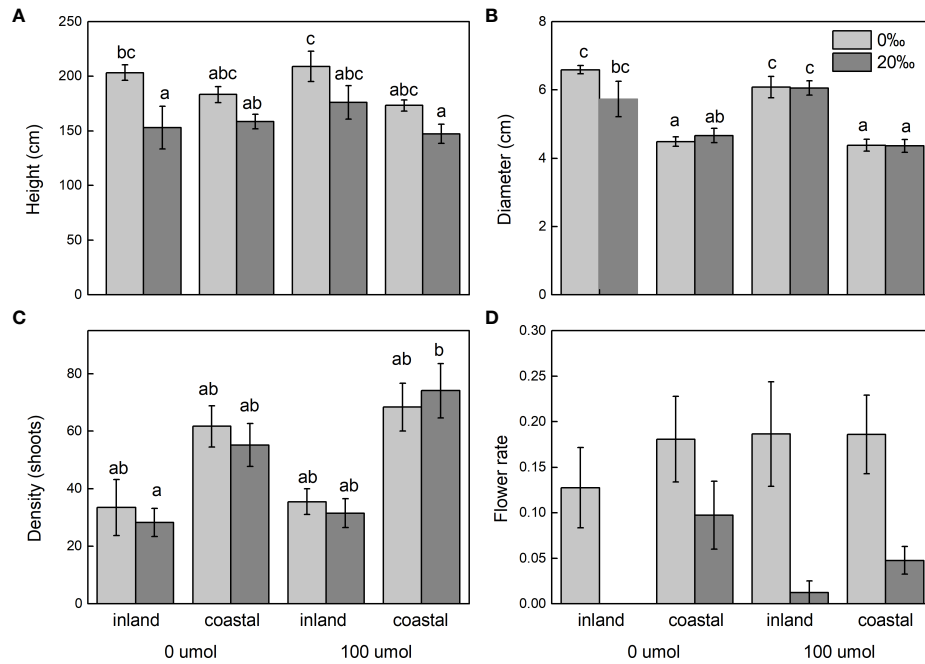 A
250
200
150
100
50
0
Height (cm)
bc
a
abc
ab
c
abc
abc
a
B
8
6
4
2
0
Diameter (cm)
0‰
20‰
c
bc
a
ab
c
c
a
a
C
80
60
40
20
0
Density (shoots)
ab
a
ab
ab
ab
ab
ab
b
inland
coastal
inland
coastal
0 umol
100 umol
D
0.30
0.25
0.20
0.15
0.10
0.05
0.00
Flower rate
inland
coastal
inland
coastal
0 umol
100 umol